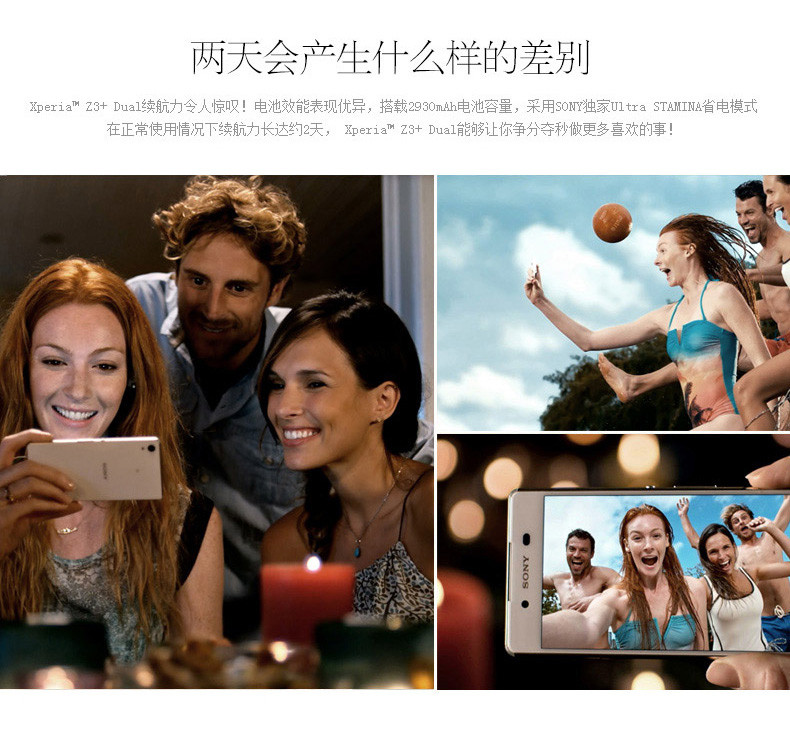 两天会产生什么样的差别
Xperia™ Z3+ Dual续航力令人惊叹！电池效能表现优异，搭载2930mAh电池容量，采用SONY独家Ultra STAMINA省电模式
在正常使用情况下续航力长达约2天， Xperia™ Z3+ Dual能够让你争分夺秒做更多喜欢的事！
SONY
SONY